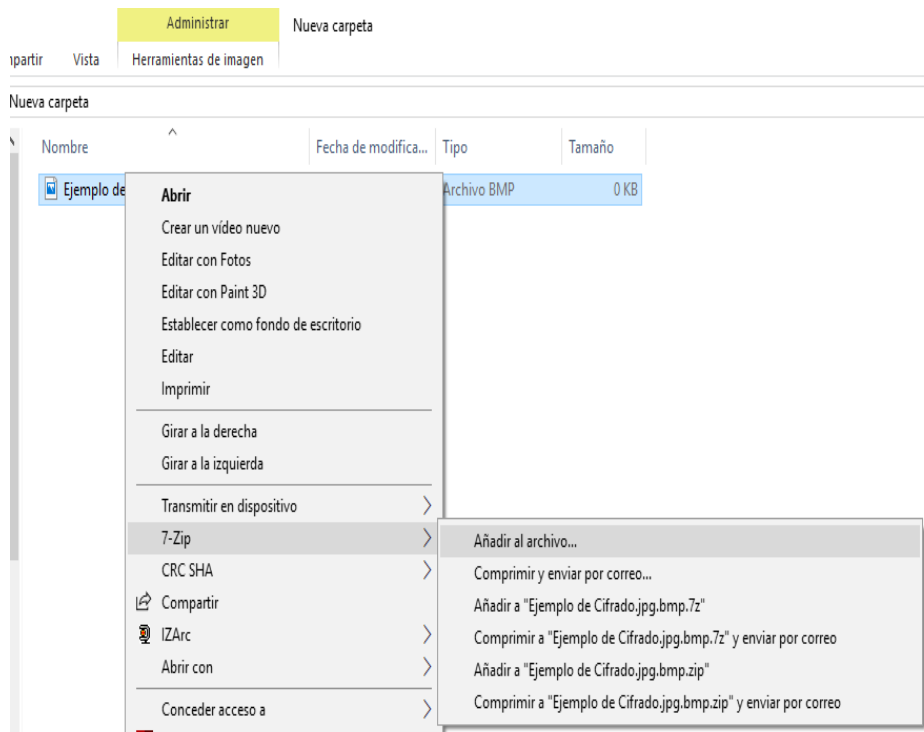 Administrar
Nueva carpeta
Vista
Herramientas de imagen
Nueva carpeta
Nombre
Fecha de modifica...
Tipo
Tamaño
Ejemplo de
Archivo BMP
0 KB
Abrir
Crear un vídeo nuevo
Editar con Fotos
Editar con Paint 3D
Establecer como fondo de escritorio
Editar
Imprimir
Girar a la derecha
Girar a la izquierda
Transmitir en dispositivo
7-Zip
CRC SHA
Compartir
IZArc
Abrir con
Conceder acceso a
Añadir al archivo...
Comprimir y enviar por correo...
Añadir a "Ejemplo de Cifrado.jpg.bmp.7z"
Comprimir a "Ejemplo de Cifrado.jpg.bmp.7z" y enviar por correo
Añadir a "Ejemplo de Cifrado.jpg.bmp.zip"
Comprimir a "Ejemplo de Cifrado.jpg.bmp.zip" y enviar por correo